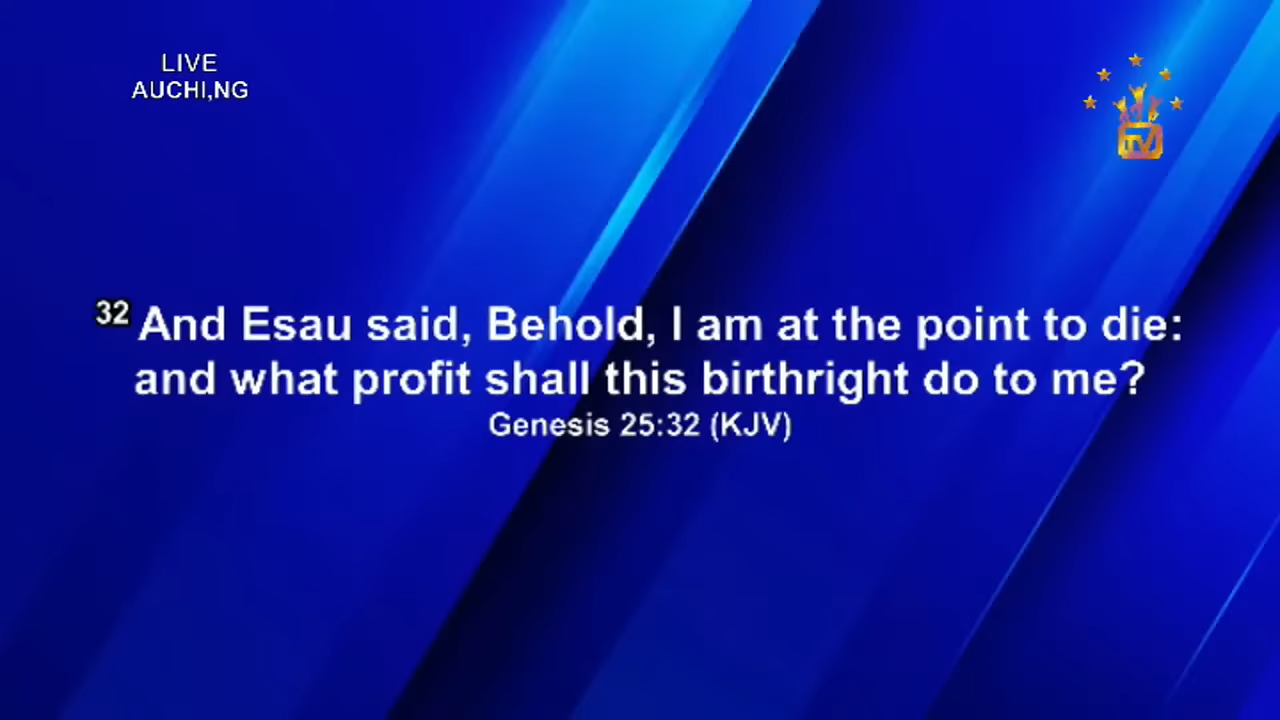 LIVE
AUCHI,NG
TV
32 And Esau said, Behold, I am at the point to die:
and what profit shall this birthright do to me?
Genesis 25:32 (KJV)